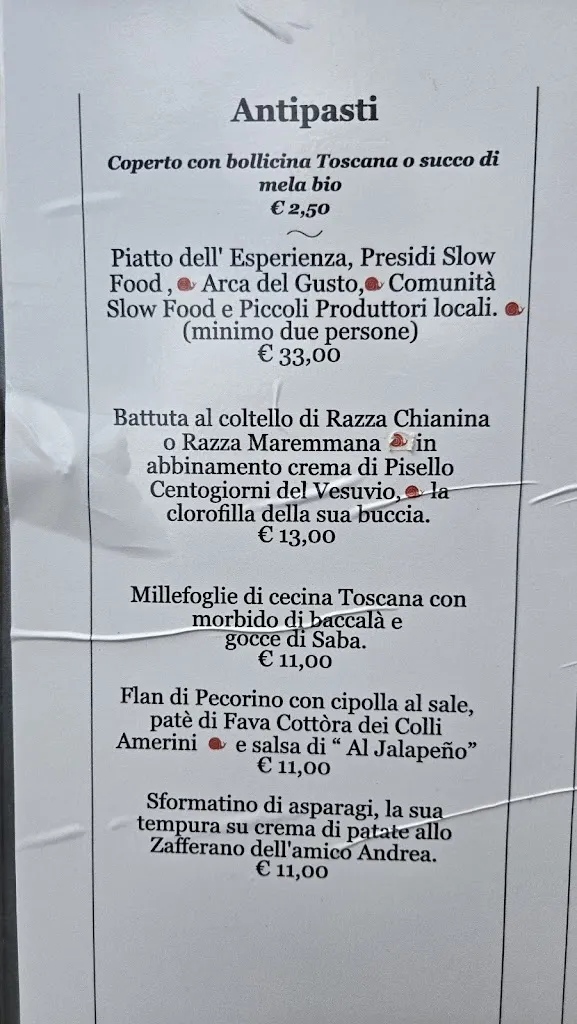 Antipasti
Coperto con bollicina Toscana o succo di
mela bio
€ 2,50
Piatto dell' Esperienza, Presidi Slow
Food , Arca del Gusto, Comunità
Slow Food e Piccoli Produttori locali.
(minimo due persone)
€ 33,00
Battuta al coltello di Razza Chianina
o Razza Maremmana in
abbinamento crema di Pisello
Centogiorni del Vesuvio, la
clorofilla della sua buccia.
€ 13,00
Millefoglie di cecina Toscana con
morbido di baccalà e
gocce di Saba.
€ 11,00
Flan di Pecorino con cipolla al sale,
patè di Fava Cottòra dei Colli
Amerini e salsa di “ Al Jalapeño”
€ 11,00
Sformatino di asparagi, la sua
tempura su crema di patate allo
Zafferano dell'amico Andrea.
€ 11,00